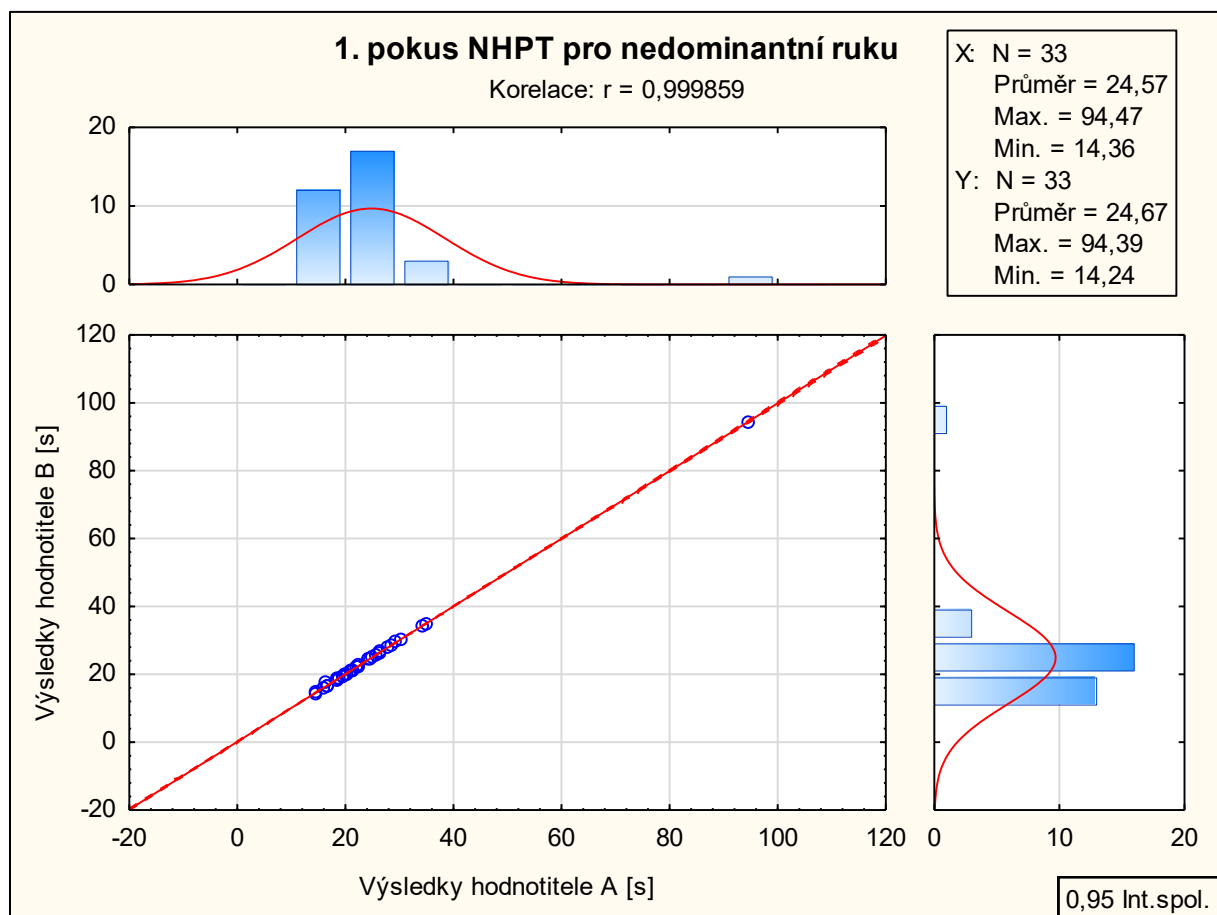 1. pokus NHPT pro nedominantní ruku
Korelace: r = 0,999859
X: N = 33
Průměr = 24,57
Max. = 94,47
Min. = 14,36
Y: N = 33
Průměr = 24,67
Max. = 94,39
Min. = 14,24
20
10
0
120
100
80
60
40
20
0
-20
Výsledky hodnotitele B [s]
-20 0 20 40 60 80 100 120
Výsledky hodnotitele A [s]
0 10 20
0,95 Int.spol.